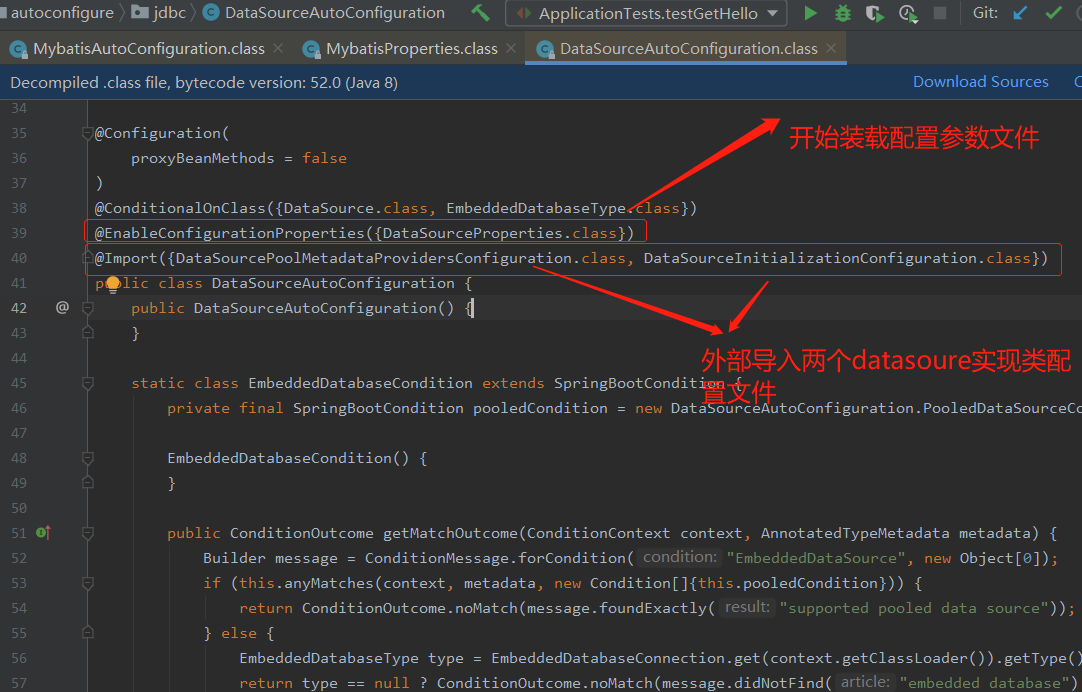 autoconfigure jdbc DataSourceAutoConfiguration ApplicationTests.testGetHello Git:
MybatisAutoConfiguration.class MybatisProperties.class DataSourceAutoConfiguration.class
Decompiled .class file, bytecode version: 52.0 (Java 8) Download Sources
34
35 @Configuration(
开始装载配置参数文件
36 proxyBeanMethods = false
37 )
38 @ConditionalOnClass({DataSource.class, EmbeddedDatabaseType.class})
39 @EnableConfigurationProperties({DataSourceProperties.class})
40 @Import({DataSourcePoolMetadataProvidersConfiguration.class, DataSourceInitializationConfiguration.class})
41 public class DataSourceAutoConfiguration {
42 @ public DataSourceAutoConfiguration() {
43 }
44
外部导入两个datasoure实现类配
置文件
45 static class EmbeddedDatabaseCondition extends SpringBootCondition {
46 private final SpringBootCondition pooledCondition = new DataSourceAutoConfiguration.PooledDataSourceCo
47
48 EmbeddedDatabaseCondition() {
49 }
50
51 public ConditionOutcome getMatchOutcome(ConditionContext context, AnnotatedTypeMetadata metadata) {
52 Builder message = ConditionMessage.forCondition( condition: "EmbeddedDataSource", new Object[0]);
53 if (this.anyMatches(context, metadata, new Condition[]{this.pooledCondition})) {
54 return ConditionOutcome.noMatch(message.foundExactly( result: "supported pooled data source"));
55 } else {
56 EmbeddedDatabaseType type = EmbeddedDatabaseConnection.get(context.getClassLoader()).getType()
57 return type == null ? ConditionOutcome.noMatch(message.didNotFind( article: "embedded database")